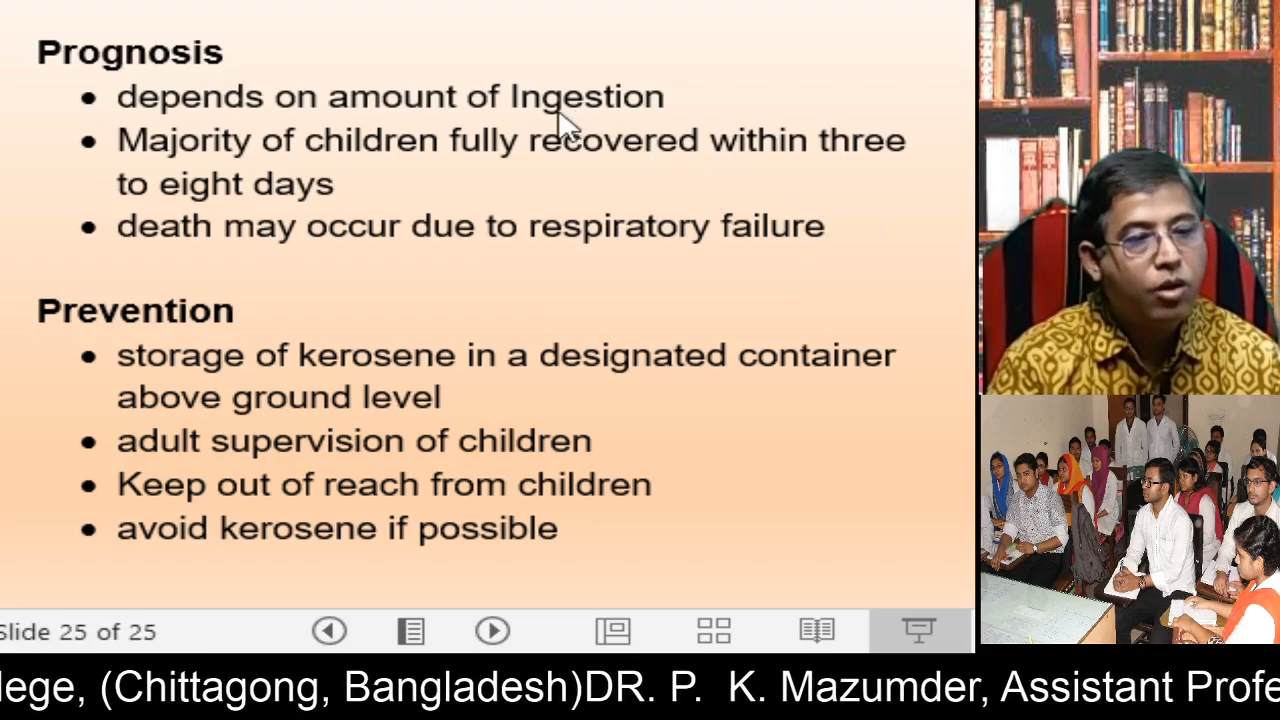 Prognosis
depends on amount of Ingestion
Majority of children fully recovered within three
to eight days
death may occur due to respiratory failure
Prevention
storage of kerosene in a designated container
above ground level
adult supervision of children
Keep out of reach from children
avoid kerosene if possible
Slide 25 of 25
lege, (Chittagong, Bangladesh)DR. P. K. Mazumder, Assistant Profe